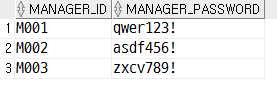 MANAGER_ID MANAGER_PASSWORD
1 M001 qwer123!
2 M002 asdf456!
3 M003 zxcv789!